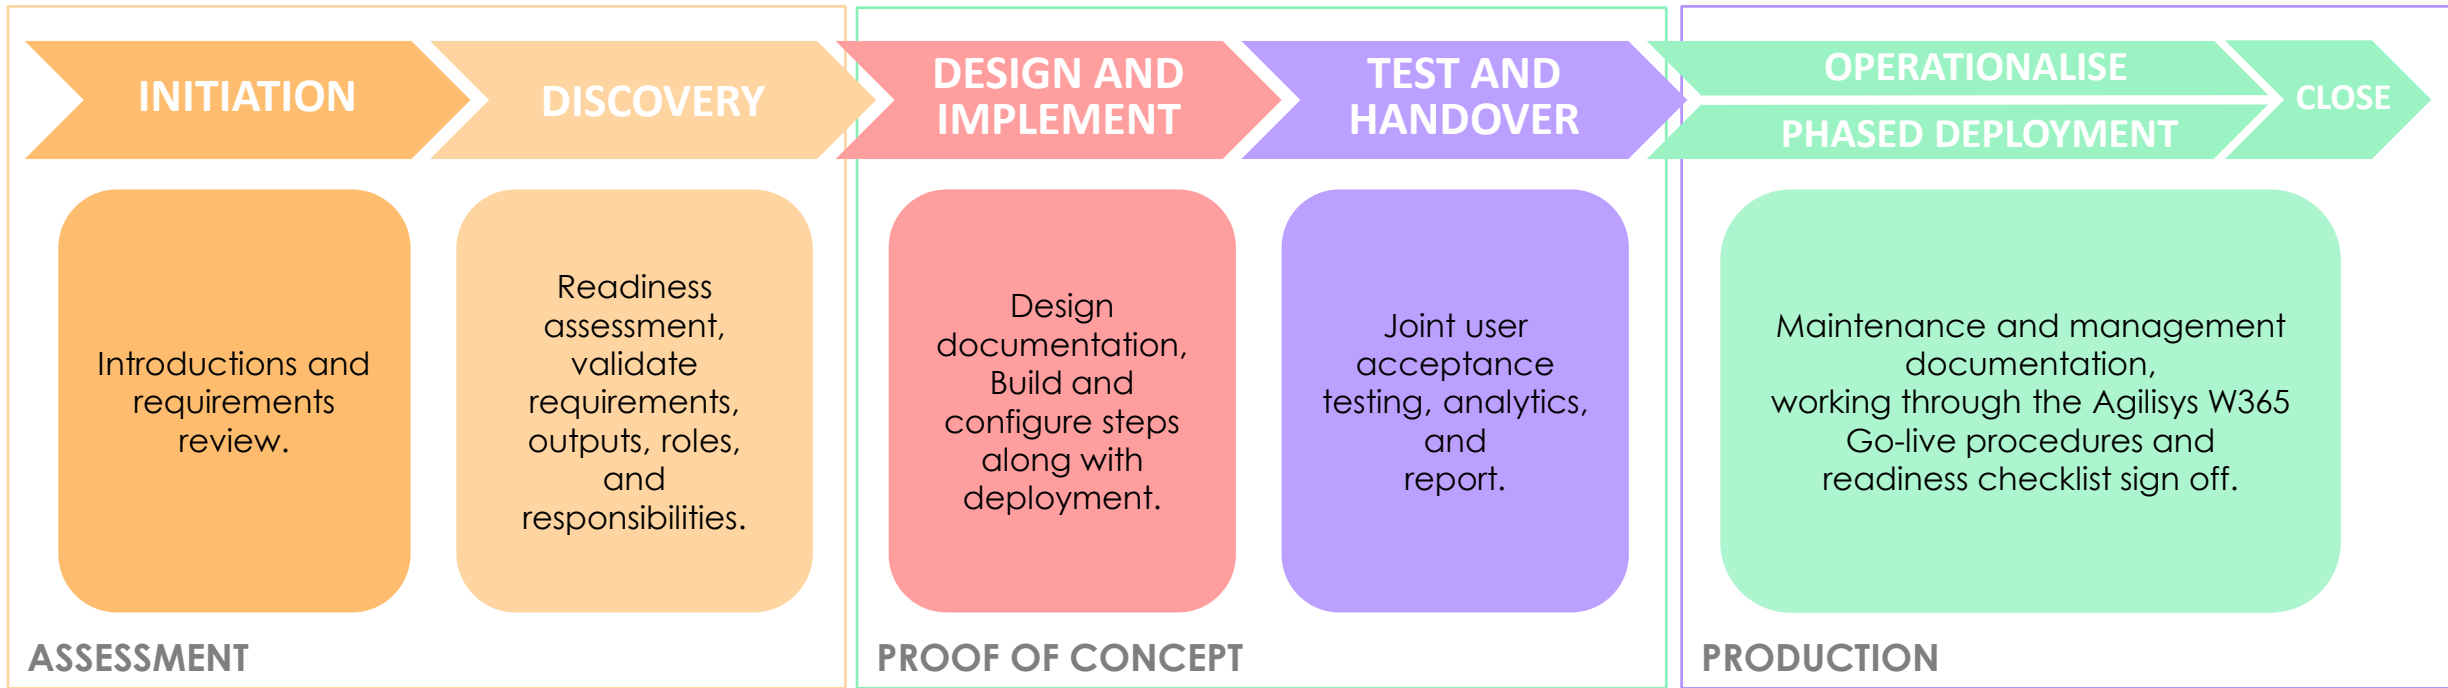 INITIATION
DISCOVERY
DESIGN AND
IMPLEMENT
TEST AND
HANDOVER
OPERATIONALISE
PHASED DEPLOYMENT
CLOSE
Introductions and
requirements
review.
Readiness
assessment,
validate
requirements,
outputs, roles,
and
responsibilities.
Design
documentation,
Build and
configure steps
along with
deployment.
Joint user
acceptance
testing, analytics,
and
report.
Maintenance and management
documentation,
working through the Agilisys W365
Go-live procedures and
readiness checklist sign off.
ASSESSMENT
PROOF OF CONCEPT
PRODUCTION